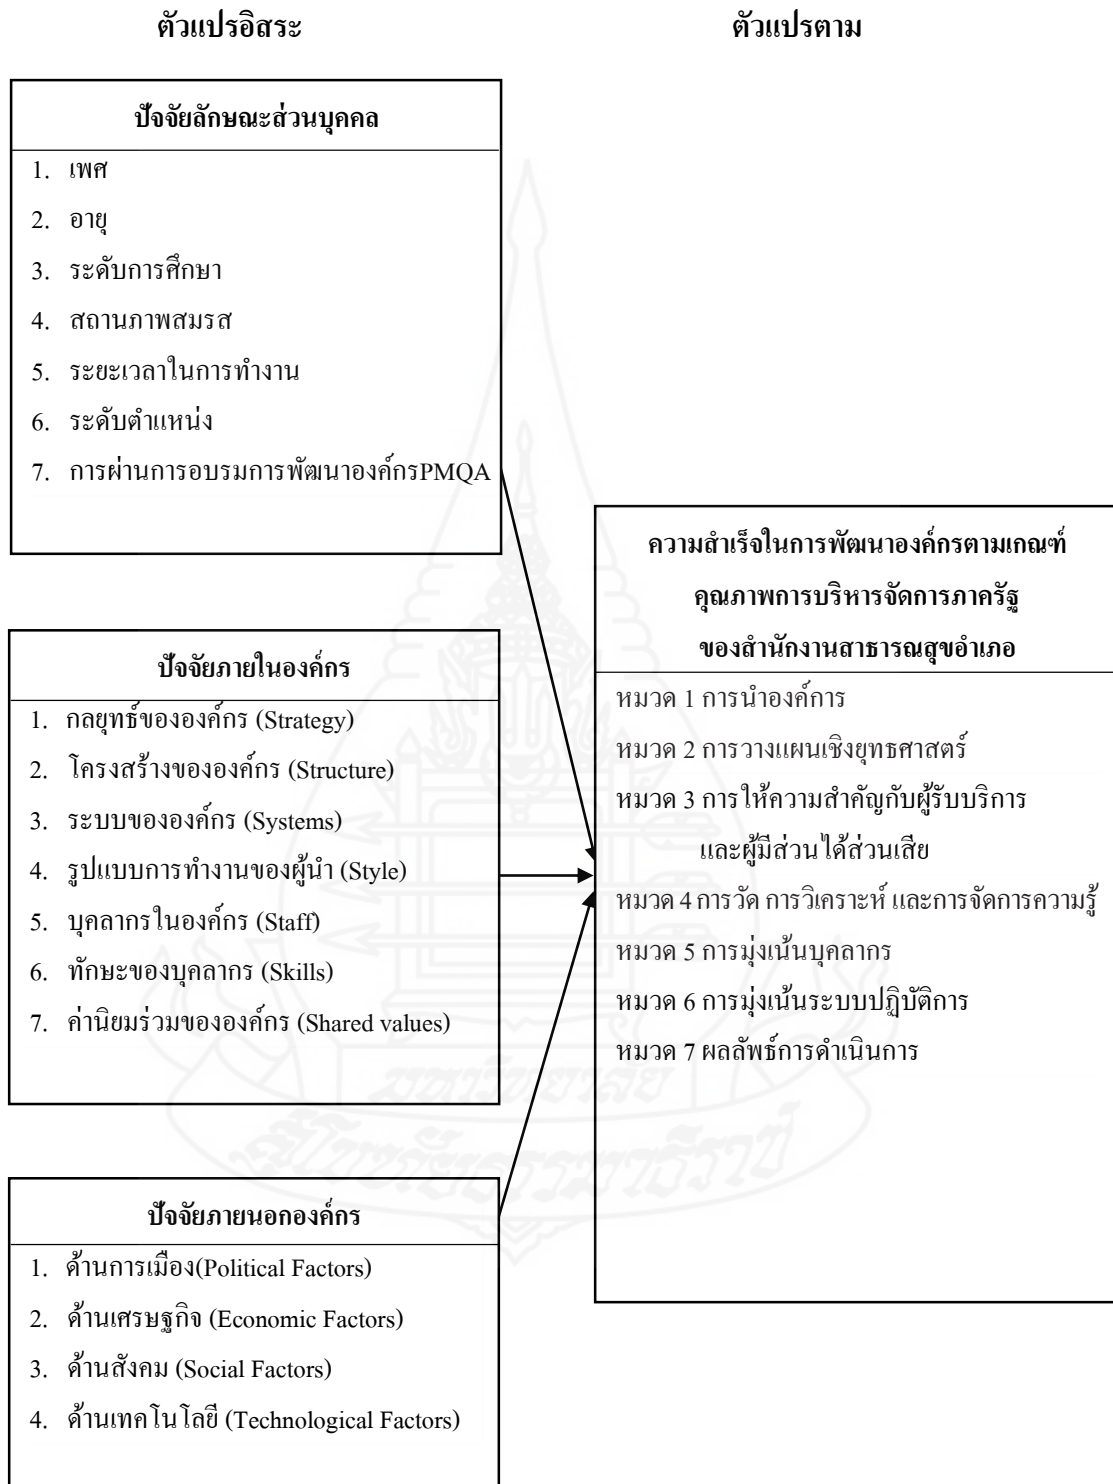 ตัวแปรอิสระ
ตัวแปรตาม
ปัจจัยลักษณะส่วนบุคคล
1. เพศ
2. อายุ
3. ระดับการศึกษา
4. สถานภาพสมรส
5. ระยะเวลาในการทำงาน
6. ระดับตำแหน่ง
7. การผ่านการอบรมการพัฒนาองค์กรPMQA
ปัจจัยภายในองค์กร
1. กลยุทธ์ขององค์กร (Strategy)
2. โครงสร้างขององค์กร (Structure)
3. ระบบขององค์กร (Systems)
4. รูปแบบการทำงานของผู้นำ (Style)
5. บุคลากรในองค์กร (Staff)
6. ทักษะของบุคลากร (Skills)
7. ค่านิยมร่วมขององค์กร (Shared values)
ปัจจัยภายนอกองค์กร
1. ด้านการเมือง(Political Factors)
2. ด้านเศรษฐกิจ (Economic Factors)
3. ด้านสังคม (Social Factors)
4. ด้านเทคโนโลยี (Technological Factors)
ความสำเร็จในการพัฒนาองค์กรตามเกณฑ์
คุณภาพการบริหารจัดการภาครัฐ
ของสำนักงานสาธารณสุขอำเภอ
หมวด 1 การนำองค์การ
หมวด 2 การวางแผนเชิงยุทธศาสตร์
หมวด 3 การให้ความสำคัญกับผู้รับบริการ
และผู้มีส่วนได้ส่วนเสีย
หมวด 4 การวัด การวิเคราะห์ และการจัดการความรู้
หมวด 5 การมุ่งเน้นบุคลากร
หมวด 6 การมุ่งเน้นระบบปฏิบัติการ
หมวด 7 ผลลัพธ์การดำเนินการ
มหาวิทยาลัย
สุโขทัยธรรมาธิราช